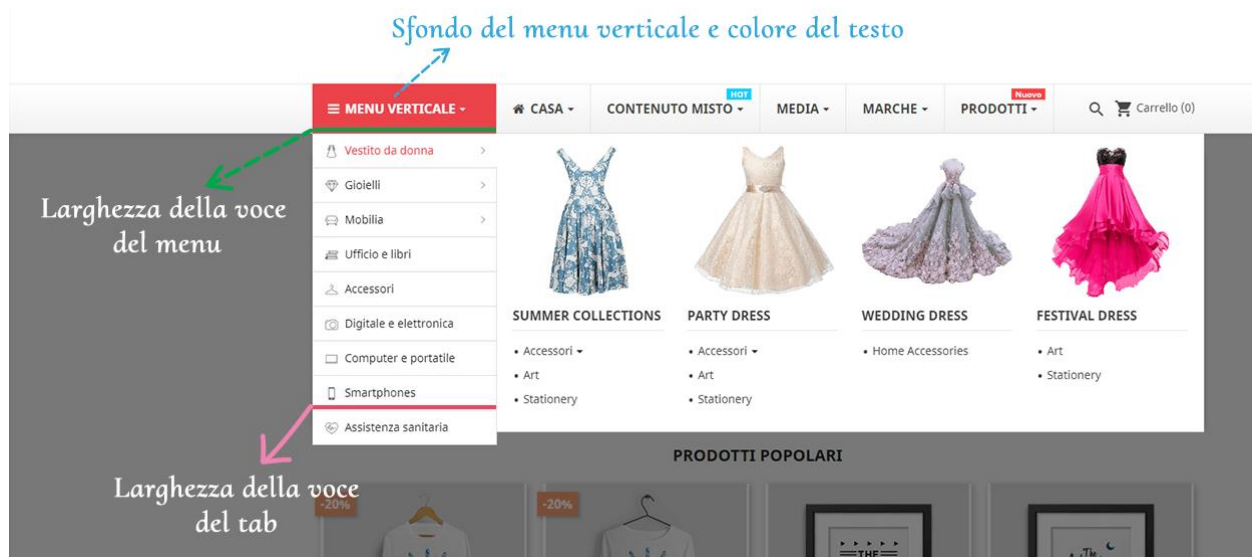 Sfondo del menu verticale e colore del testo
HOT
Nuovo
MENU VERTICALE
CASA
CONTENUTO MISTO
MEDIA
MARCHE
PRODOTTI
Carrello (0)
Vestito da donna
Gioielli
Mobilia
Ufficio e libri
Accessori
Digitale e elettronica
Computer e portatile
Smartphones
Assistenza sanitaria
Larghezza della voce
del menu
SUMMER COLLECTIONS
• Accessori
• Art
• Stationery
PARTY DRESS
• Accessori
• Art
• Stationery
WEDDING DRESS
• Home Accessories
FESTIVAL DRESS
• Art
• Stationery
Larghezza della voce
del tab
PRODOTTI POPOLARI
-20%
-20%
THE
The